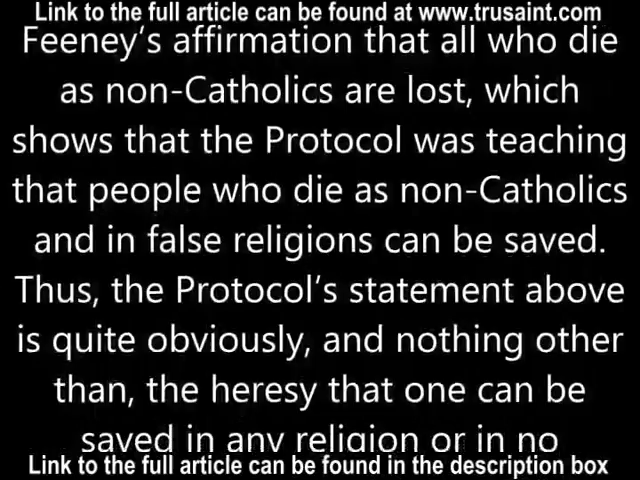 Link to the full article can be found at www.trusaint.com
Feeney’s affirmation that all who die
as non-Catholics are lost, which
shows that the Protocol was teaching
that people who die as non-Catholics
and in false religions can be saved.
Thus, the Protocol’s statement above
is quite obviously, and nothing other
than, the heresy that one can be
saved in any religion or in no
Link to the full article can be found in the description box